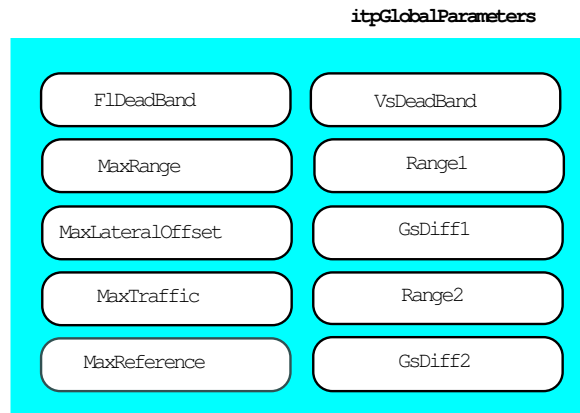 itpGlobalParameters
FlDeadBand
VsDeadBand
MaxRange
Range1
MaxLateralOffset
GsDiff1
MaxTraffic
Range2
MaxReference
GsDiff2